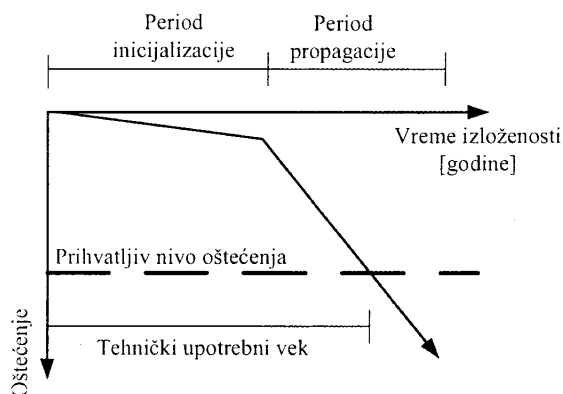 Period
inicijalizacije
Period
propagacije
Vreme izloženosti
[godine]
Prihvatljiv nivo oštećenja
Tehnički upotrebni vek
Oštećenje